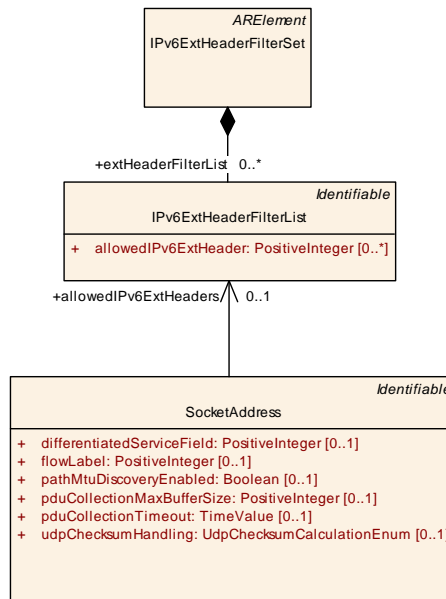 ARElement
IPv6ExtHeaderFilterSet
+extHeaderFilterList 0..*
Identifiable
IPv6ExtHeaderFilterList
+ allowedIPv6ExtHeader: PositiveInteger [0..*]
+allowedIPv6ExtHeaders 0..1
Identifiable
SocketAddress
+ differentiatedServiceField: PositiveInteger [0..1]
+ flowLabel: PositiveInteger [0..1]
+ pathMtuDiscoveryEnabled: Boolean [0..1]
+ pduCollectionMaxBufferSize: PositiveInteger [0..1]
+ pduCollectionTimeout: TimeValue [0..1]
+ udpChecksumHandling: UdpChecksumCalculationEnum [0..1]